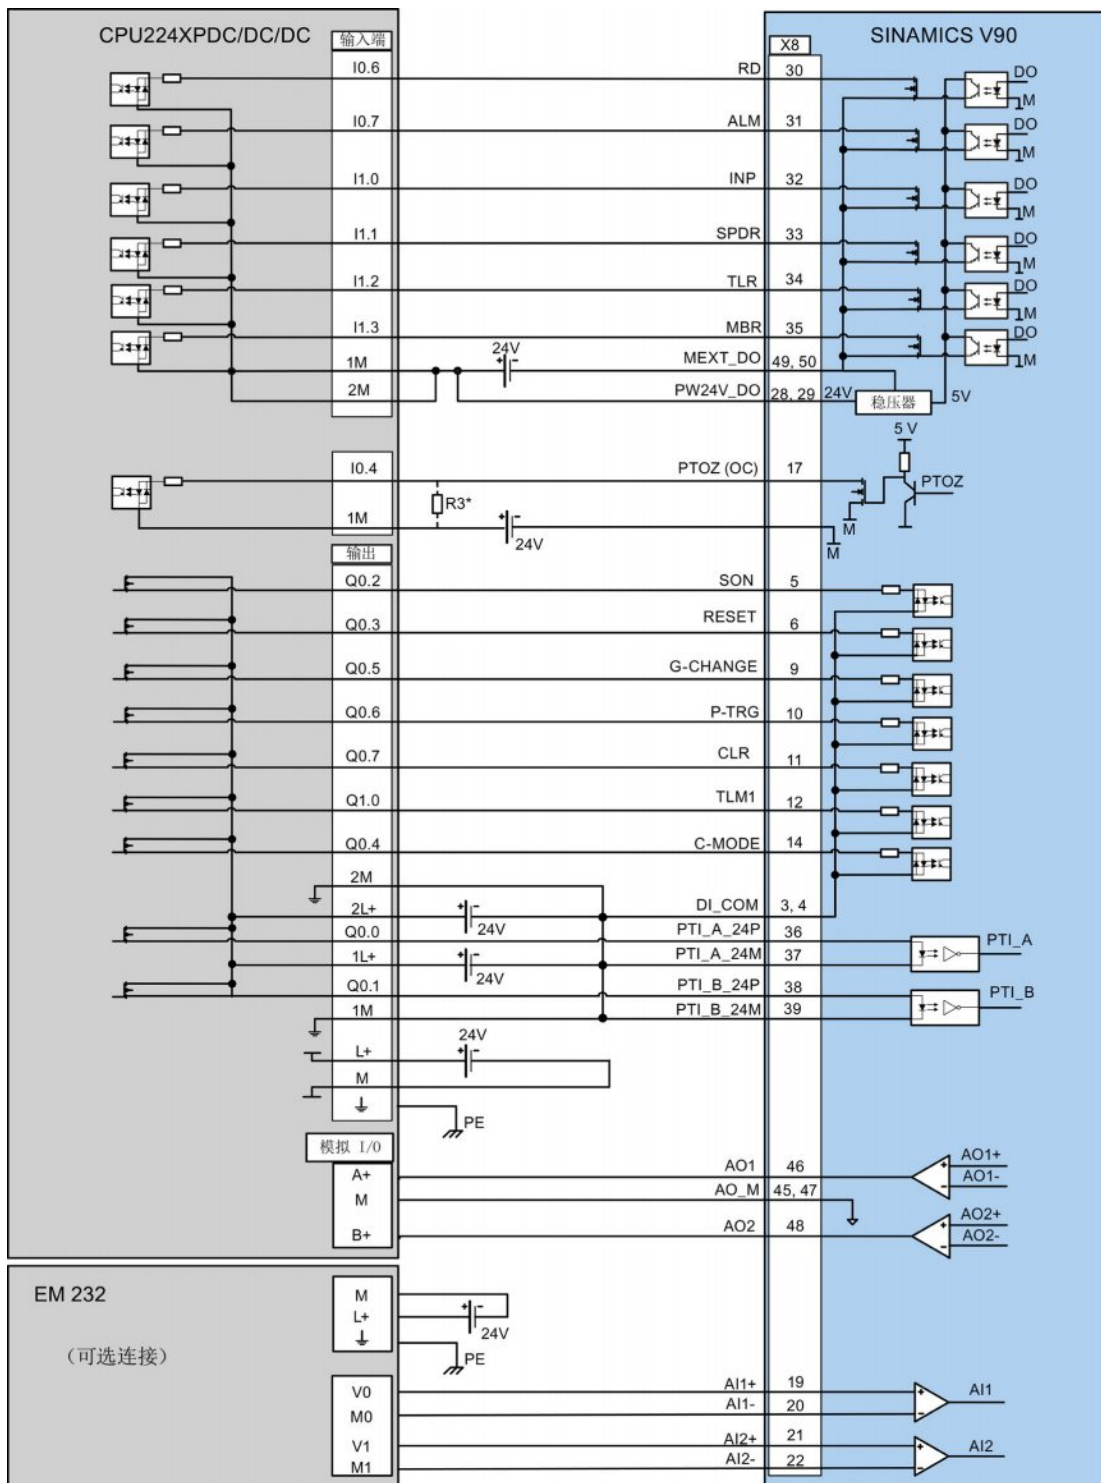 CPU224XPDC/DC/DC 输入端 X8 SINAMICS V90
I0.6 RD 30 DO
M
I0.7 ALM 31 DO
M
I1.0 INP 32 DO
M
I1.1 SPDR 33 DO
M
I1.2 TLR 34 DO
M
I1.3 MBR 35 DO
M
24V
+ -
1M MEXT_DO 49, 50
2M PW24V_DO 28, 29 24V 稳压器 5V
5 V
I0.4 PTOZ (OC) 17 PTOZ
R3*
M
1M + - 24V M
输出
Q0.2 SON 5
Q0.3 RESET 6
Q0.5 G-CHANGE 9
Q0.6 P-TRG 10
Q0.7 CLR 11
Q1.0 TLM1 12
Q0.4 C-MODE 14
2M
2L+ + - 24V DI_COM 3, 4
Q0.0 PTI_A_24P 36 PTI_A
1L+ + - 24V PTI_A_24M 37
Q0.1 PTI_B_24P 38 PTI_B
1M PTI_B_24M 39
24V
L+ + -
M
PE
模拟 I/0
A+ AO1 46 + AO1+
- AO1-
M AO_M 45, 47
B+ AO2 48 + AO2+
- AO2-
EM 232
（可选连接）
M
L+ + - 24V
PE
V0 AI1+ 19 + AI1
M0 AI1- 20 -
V1 AI2+ 21 + AI2
M1 AI2- 22 -